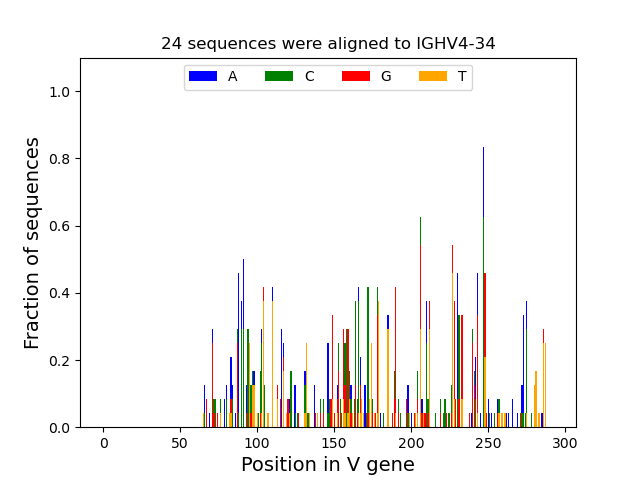 24 sequences were aligned to IGHV4-34
A C G T
1.0
0.8
0.6
0.4
0.2
0.0
Fraction of sequences
0 50 100 150 200 250 300
Position in V gene